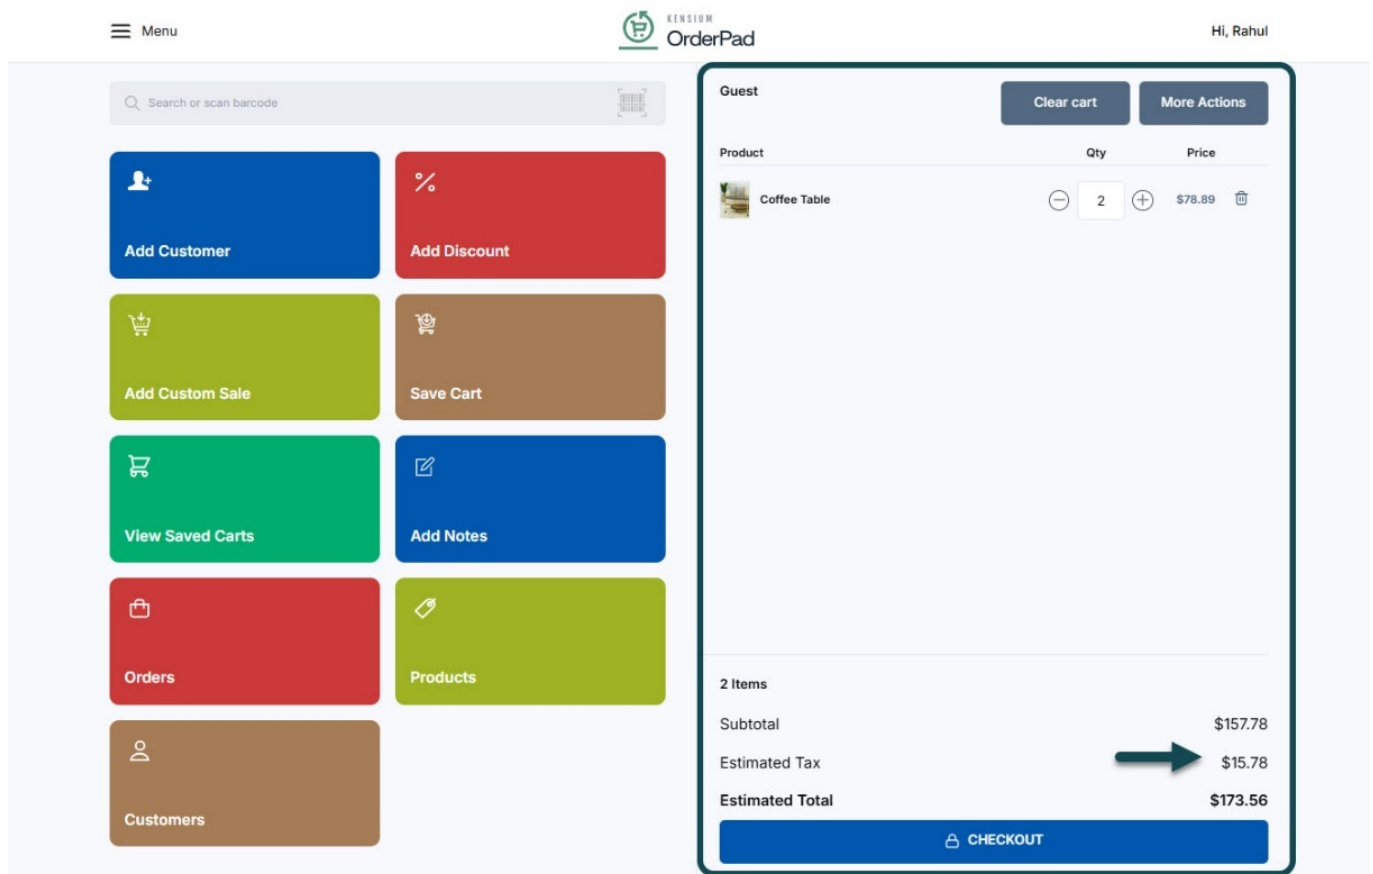 Menu
KENSIUM
OrderPad
Hi, Rahul
Search or scan barcode
Add Customer
Add Discount
Add Custom Sale
Save Cart
View Saved Carts
Add Notes
Orders
Products
Customers
Guest
Clear cart
More Actions
Product Qty Price
Coffee Table 2 $78.89
2 Items
Subtotal $157.78
Estimated Tax $15.78
Estimated Total $173.56
CHECKOUT